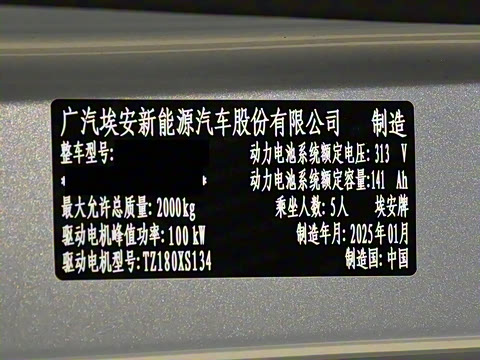 广汽埃安新能源汽车股份有限公司 制造
整车型号:
动力电池系统额定电压: 313 V
动力电池系统额定容量: 141 Ah
最大允许总质量: 2000kg 乘坐人数: 5人 埃安牌
驱动电机峰值功率: 100 kW 制造年月: 2025年01月
驱动电机型号: TZ180XS134 制造国: 中国